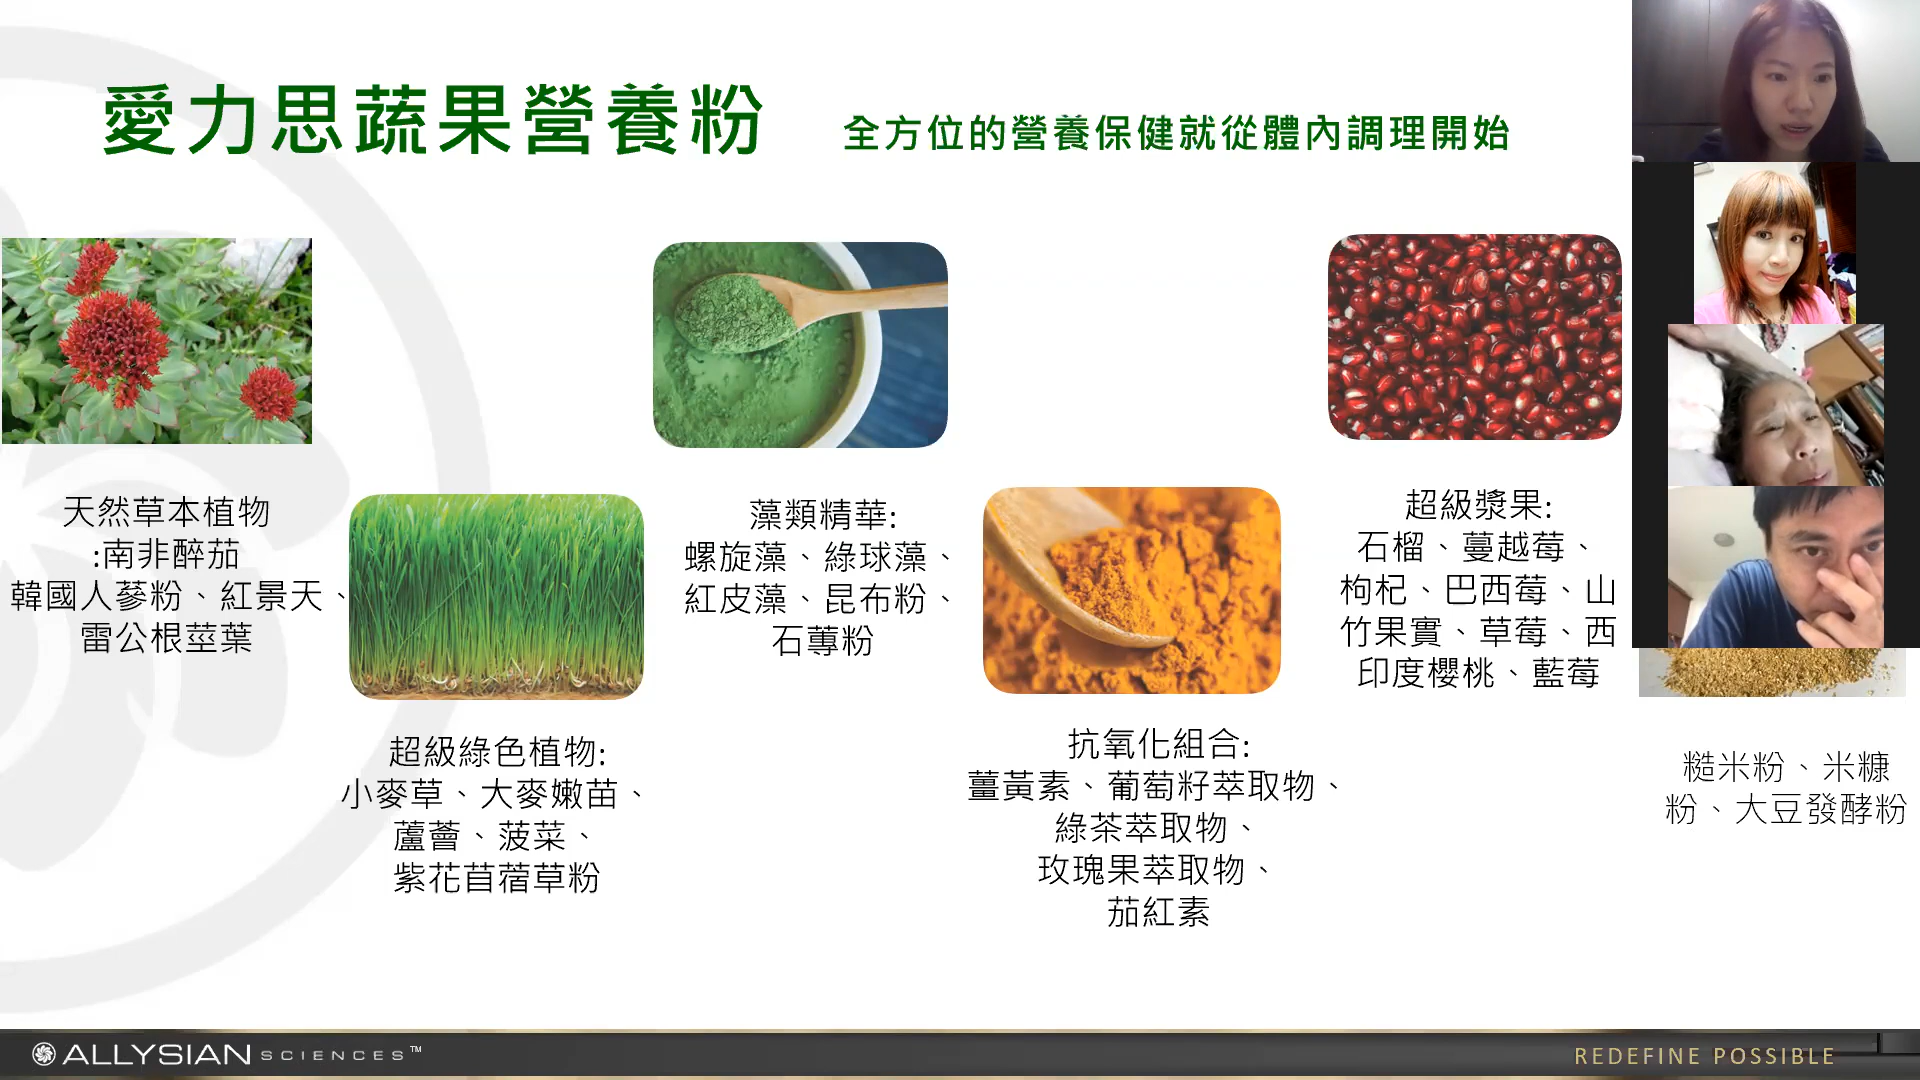 愛力思蔬果營養粉
全方位的營養保健就從體內調理開始
天然草本植物
:南非醉茄
韓國人蔘粉、紅景天、
雷公根莖葉
超級綠色植物:
小麥草、大麥嫩苗、
蘆薈、菠菜、
紫花苜蓿草粉
藻類精華:
螺旋藻、綠球藻、
紅皮藻、昆布粉、
石蓴粉
抗氧化組合:
薑黃素、葡萄籽萃取物、
綠茶萃取物、
玫瑰果萃取物、
茄紅素
超級漿果:
石榴、蔓越莓、
枸杞、巴西莓、山
竹果實、草莓、西
印度櫻桃、藍莓
糙米粉、米糠
粉、大豆發酵粉
ALLYSIAN SCIENCES™
REDEFINE POSSIBLE